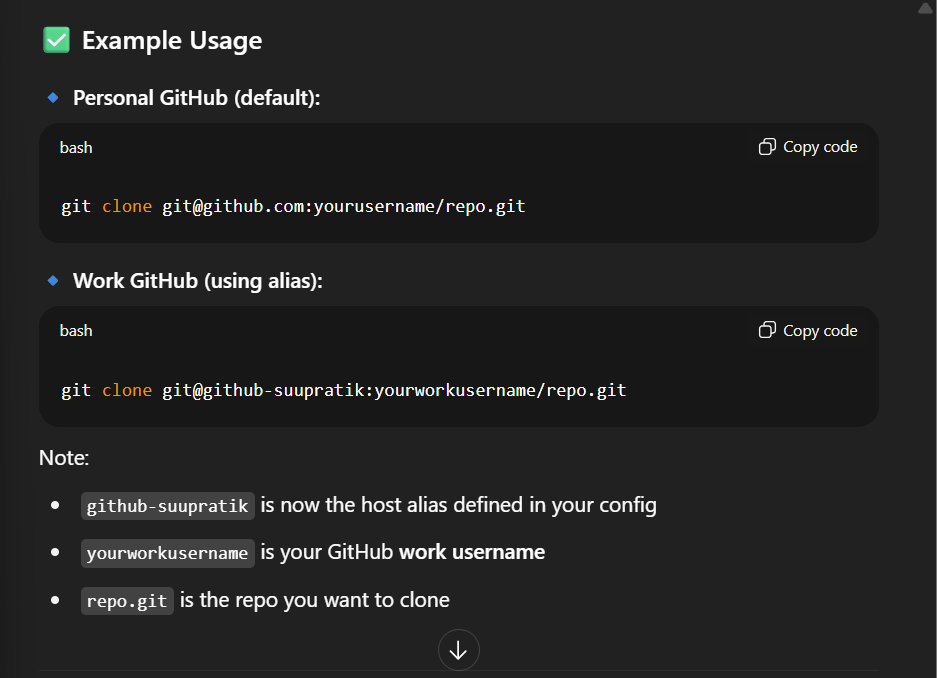 Example Usage
Personal GitHub (default):
bash
Copy code
git clone git@github.com:yourusername/repo.git
Work GitHub (using alias):
bash
Copy code
git clone git@github-suupratik:yourworkusername/repo.git
Note:
github-suupratik is now the host alias defined in your config
yourworkusername is your GitHub work username
repo.git is the repo you want to clone